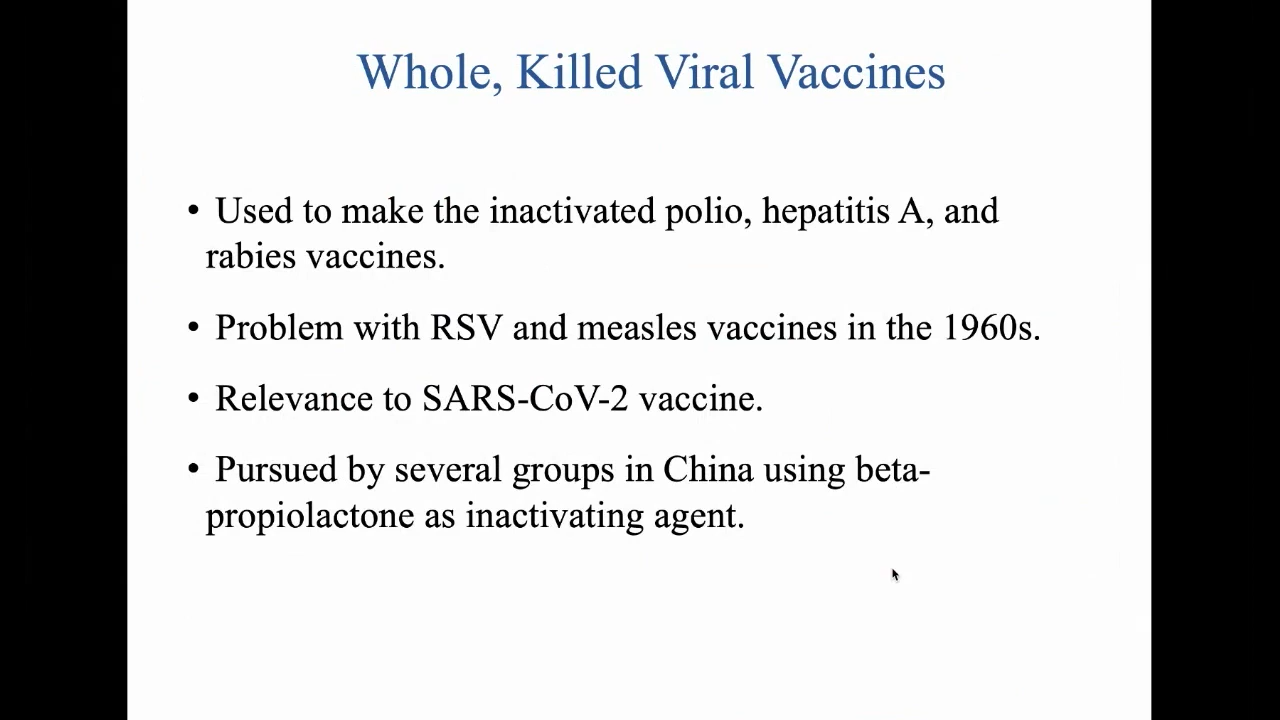 Whole, Killed Viral Vaccines
• Used to make the inactivated polio, hepatitis A, and
rabies vaccines.
• Problem with RSV and measles vaccines in the 1960s.
• Relevance to SARS-CoV-2 vaccine.
• Pursued by several groups in China using beta-
propiolactone as inactivating agent.